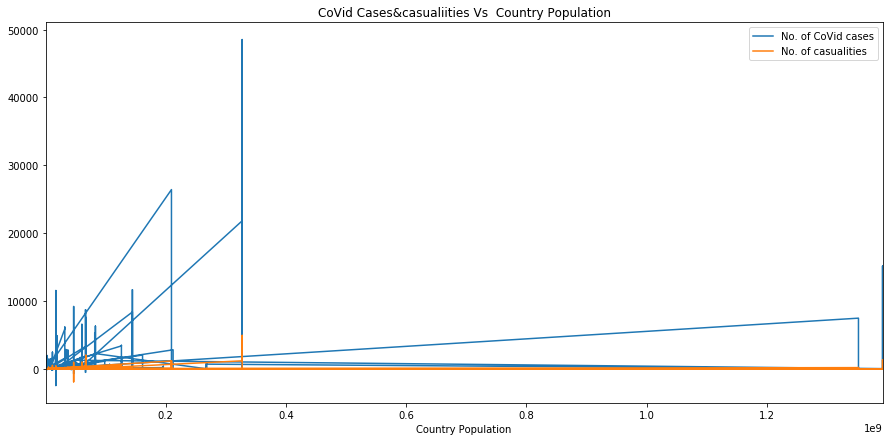 CoVid Cases&casualiities Vs  Country Population
No. of CoVid cases
No. of casualities
50000
40000
30000
20000
10000
0
0.2 0.4 0.6 0.8 1.0 1.2
1e9
Country Population